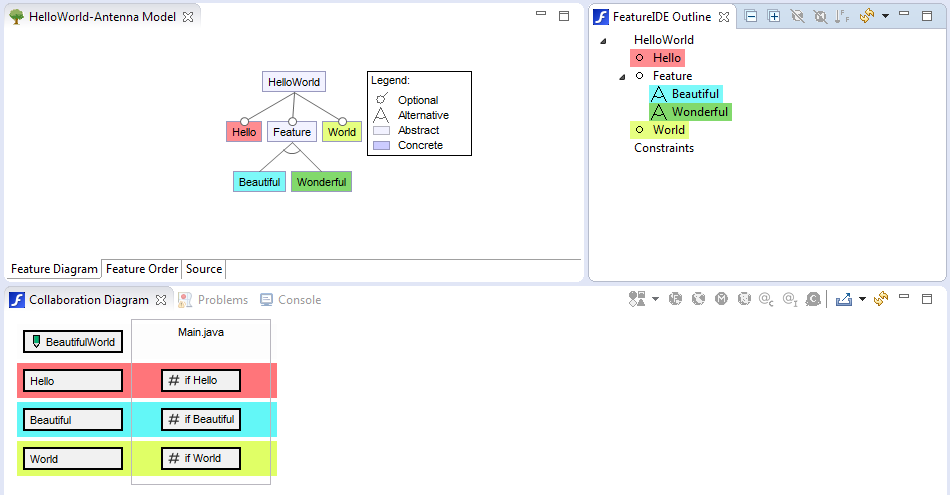 HelloWorld-Antenna Model
HelloWorld
Hello
Feature
World
Beautiful
Wonderful
Legend:
Optional
Alternative
Abstract
Concrete
Feature Diagram
Feature Order
Source
FeatureIDE Outline
HelloWorld
Hello
Feature
Beautiful
Wonderful
World
Constraints
Collaboration Diagram
Problems
Console
BeautifulWorld
Main.java
Hello
# if Hello
Beautiful
# if Beautiful
World
# if World